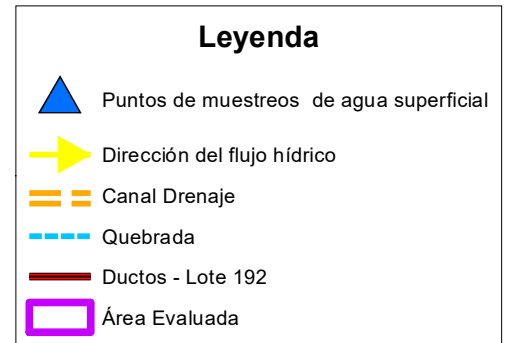 Leyenda
Puntos de muestreos de agua superficial
Dirección del flujo hídrico
Canal Drenaje
Quebrada
Ductos - Lote 192
Área Evaluada